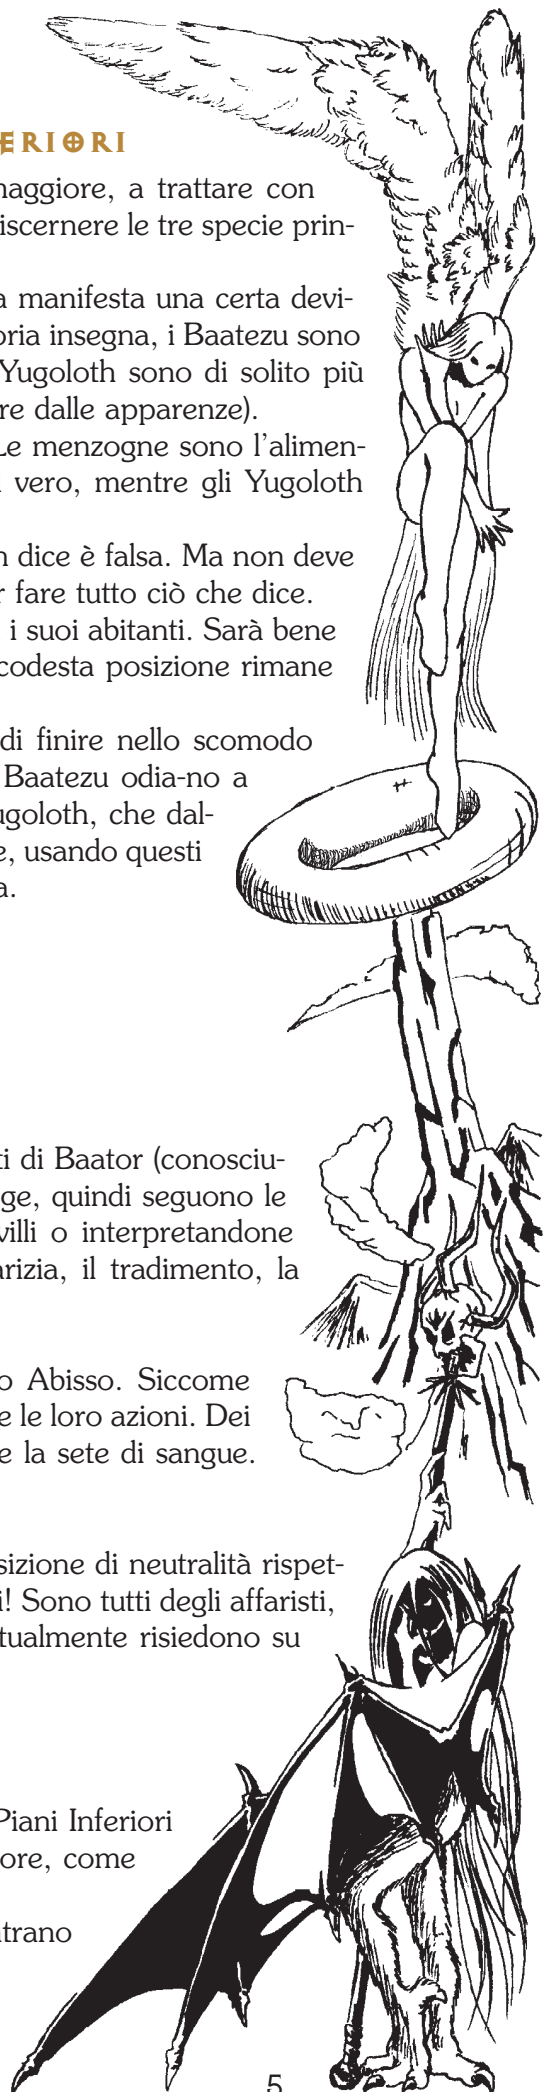 ERIORI
maggiore, a trattare con
iscernere le tre specie prin-
a manifesta una certa devi-
oria insegna, i Baatezu sono
Yugoloth sono di solito più
re dalle apparenze).
Le menzogne sono l'alimen-
vero, mentre gli Yugoloth
n dice è falsa. Ma non deve
r fare tutto ciò che dice.
i suoi abitanti. Sarà bene
codesta posizione rimane
di finire nello scomodo
Baatezu odia-no a
ugoloth, che dal-
e, usando questi
a.
ti di Baator (conosciu-
ge, quindi seguono le
villi o interpretandone
arizia, il tradimento, la
o Abisso. Siccome
e le loro azioni. Dei
e la sete di sangue.
sizione di neutralità rispet-
i! Sono tutti degli affaristi,
tualmente risiedono su
Piani Inferiori
ore, come
ntrano
5